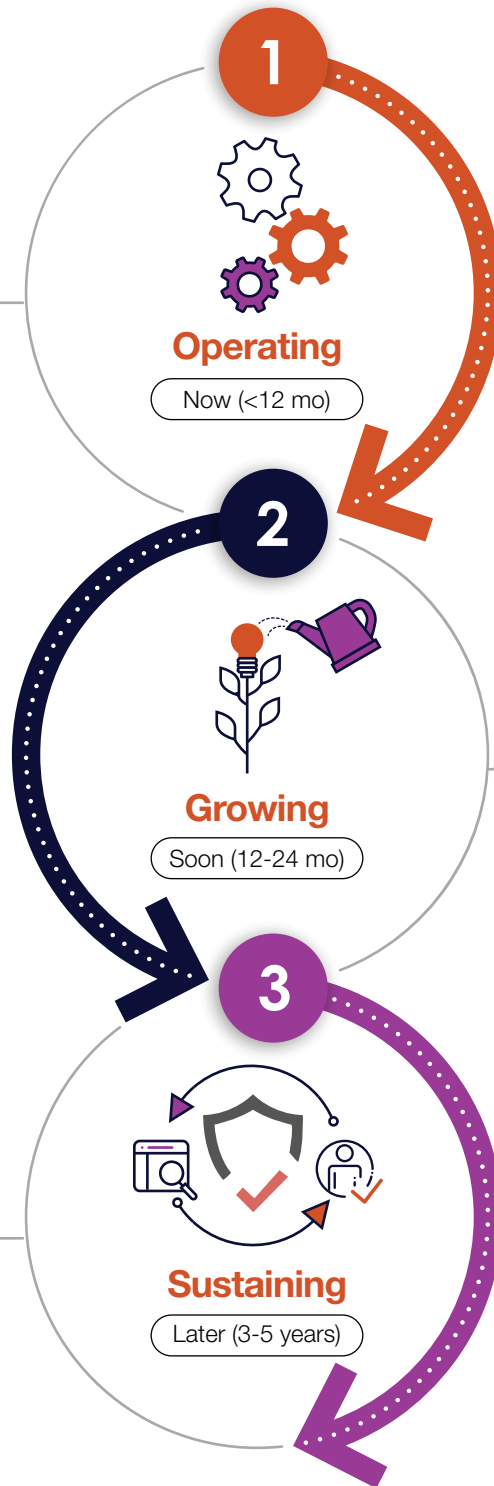 1
Operating
Now (<12 mo)
2
Growing
Soon (12-24 mo)
3
Sustaining
Later (3-5 years)